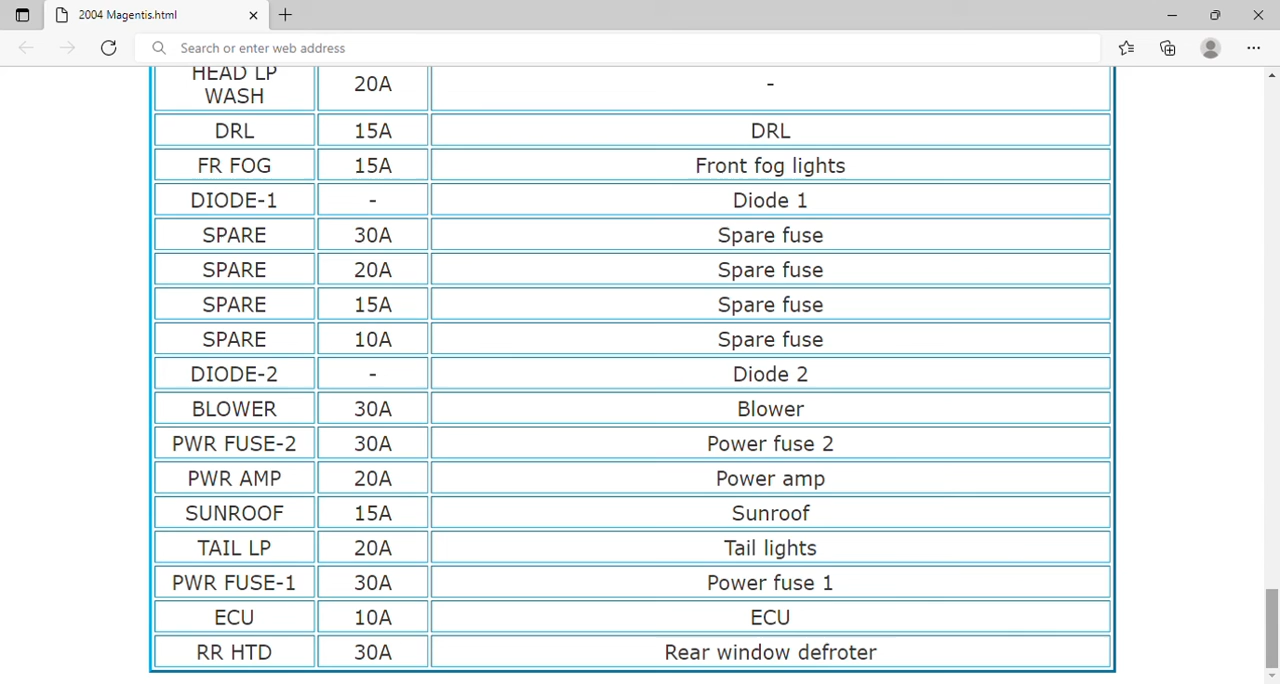 2004 Magentis.html
Search or enter web address
HEAD LP
WASH 20A -
DRL 15A DRL
FR FOG 15A Front fog lights
DIODE-1 - Diode 1
SPARE 30A Spare fuse
SPARE 20A Spare fuse
SPARE 15A Spare fuse
SPARE 10A Spare fuse
DIODE-2 - Diode 2
BLOWER 30A Blower
PWR FUSE-2 30A Power fuse 2
PWR AMP 20A Power amp
SUNROOF 15A Sunroof
TAIL LP 20A Tail lights
PWR FUSE-1 30A Power fuse 1
ECU 10A ECU
RR HTD 30A Rear window defroter